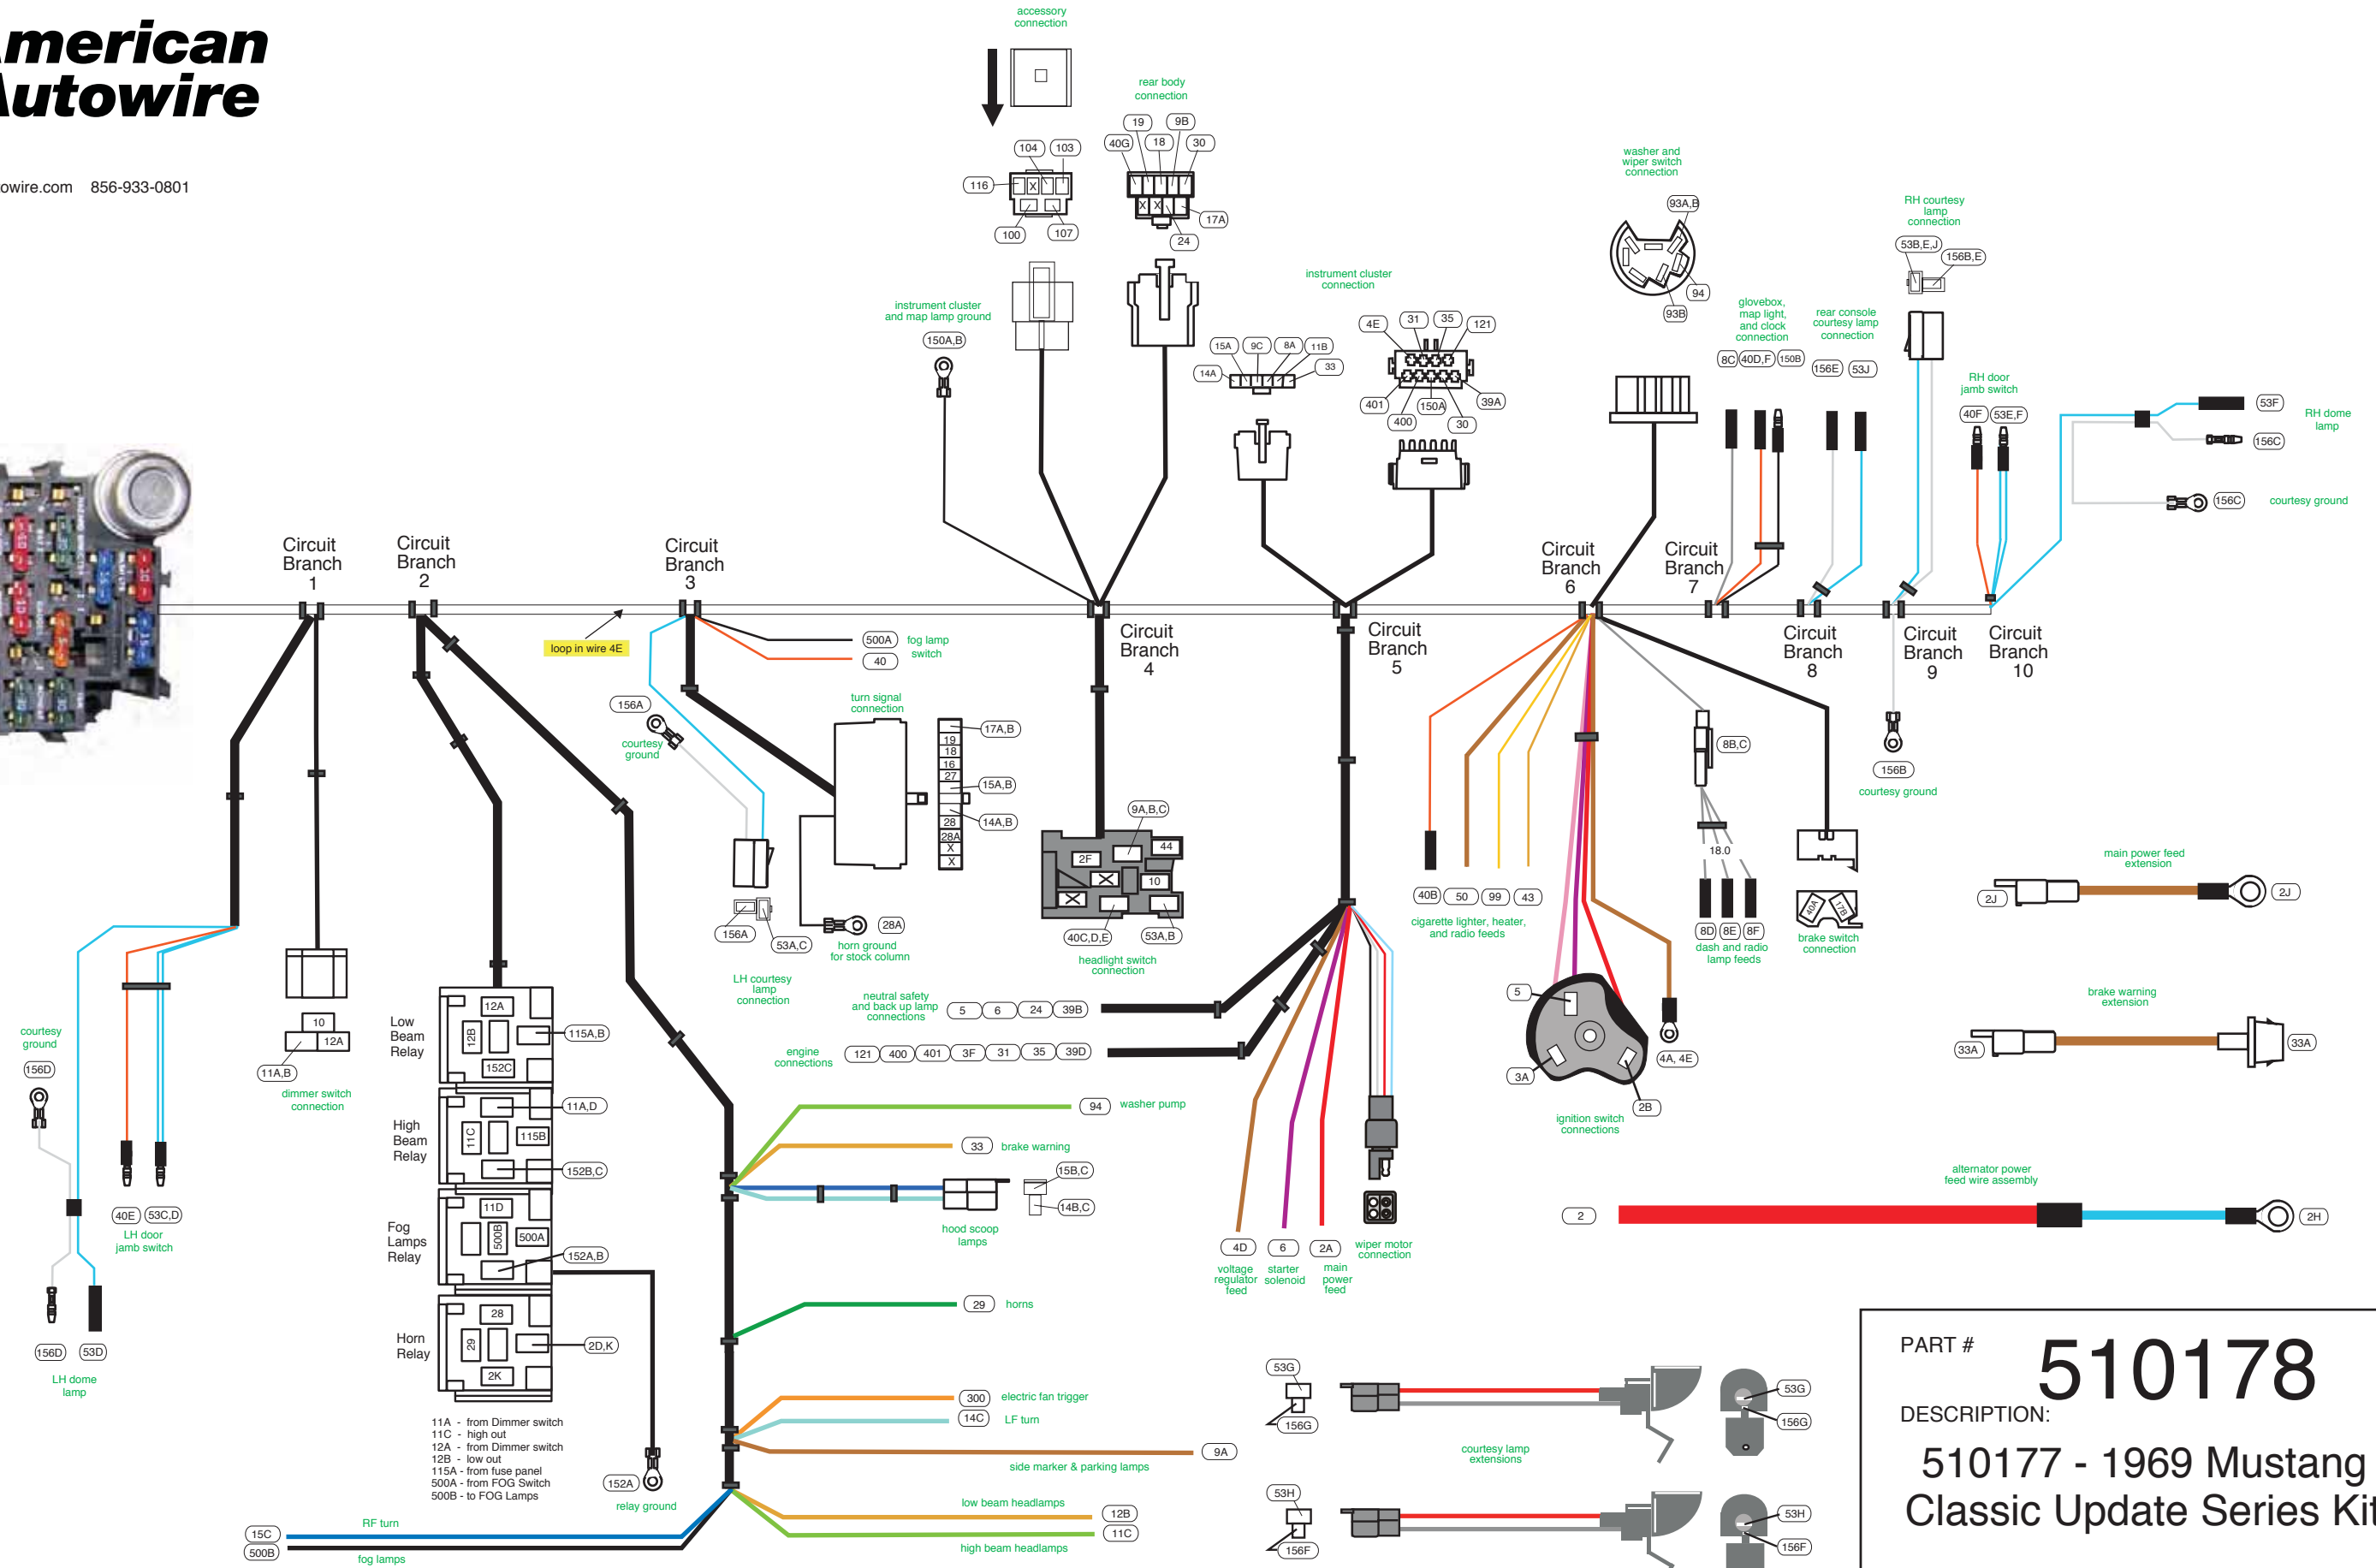 American
Autowire
owire.com 856-933-0801
accessory
connection
104
103
116
X
100
107
rear body
connection
19
9B
40G
18
30
X
X
17A
24
instrument cluster
and map lamp ground
150A,B
instrument cluster
connection
15A
9C
8A
11B
14A
33
4E
31
35
121
401
400
150A
30
39A
washer and
wiper switch
connection
93A,B
94
93B
glovebox,
map light,
and clock
connection
8C
40D,F
150B
rear console
courtesy lamp
connection
156E
53J
RH courtesy
lamp
connection
53B,E,J
156B,E
RH door
jamb switch
40F
53E,F
53F
RH dome
lamp
156C
156C
courtesy ground
Circuit
Branch
1
Circuit
Branch
2
Circuit
Branch
3
Circuit
Branch
4
Circuit
Branch
5
Circuit
Branch
6
Circuit
Branch
7
Circuit
Branch
8
Circuit
Branch
9
Circuit
Branch
10
loop in wire 4E
500A
fog lamp
switch
40
156A
courtesy
ground
156A
53A,C
LH courtesy
lamp
connection
turn signal
connection
17A,B
19
18
16
27
15A,B
14A,B
28
28A
X
X
28A
horn ground
for stock column
9A,B,C
2F
44
X
10
X
40C,D,E
53A,B
headlight switch
connection
neutral safety
and back up lamp
connections
5
6
24
39B
engine
connections
121
400
401
3F
31
35
39D
40B
50
99
43
cigarette lighter, heater,
and radio feeds
8B,C
18.0
8D
8E
8F
dash and radio
lamp feeds
40A
17B
brake switch
connection
156B
courtesy ground
5
3A
2B
4A, 4E
ignition switch
connections
main power feed
extension
2J
2J
brake warning
extension
33A
33A
alternator power
feed wire assembly
2
2H
courtesy
ground
156D
40E
53C,D
LH door
jamb switch
156D
53D
LH dome
lamp
10
12A
11A,B
dimmer switch
connection
Low
Beam
Relay
12A
12B
115A,B
152C
High
Beam
Relay
11A,D
11C
115B
152B,C
Fog
Lamps
Relay
11D
500B
500A
152A,B
Horn
Relay
28
29
2D,K
2K
11A - from Dimmer switch
11C - high out
12A - from Dimmer switch
12B - low out
115A - from fuse panel
500A - from FOG Switch
500B - to FOG Lamps
152A
relay ground
94
washer pump
33
brake warning
15B,C
14B,C
hood scoop
lamps
29
horns
300
electric fan trigger
14C
LF turn
9A
side marker & parking lamps
low beam headlamps
12B
11C
high beam headlamps
15C
RF turn
500B
fog lamps
4D
6
2A
voltage
regulator
feed
starter
solenoid
main
power
feed
wiper motor
connection
53G
156G
53G
156G
courtesy lamp
extensions
53H
156F
53H
156F
PART # 510178
DESCRIPTION:
510177 - 1969 Mustang
Classic Update Series Kit